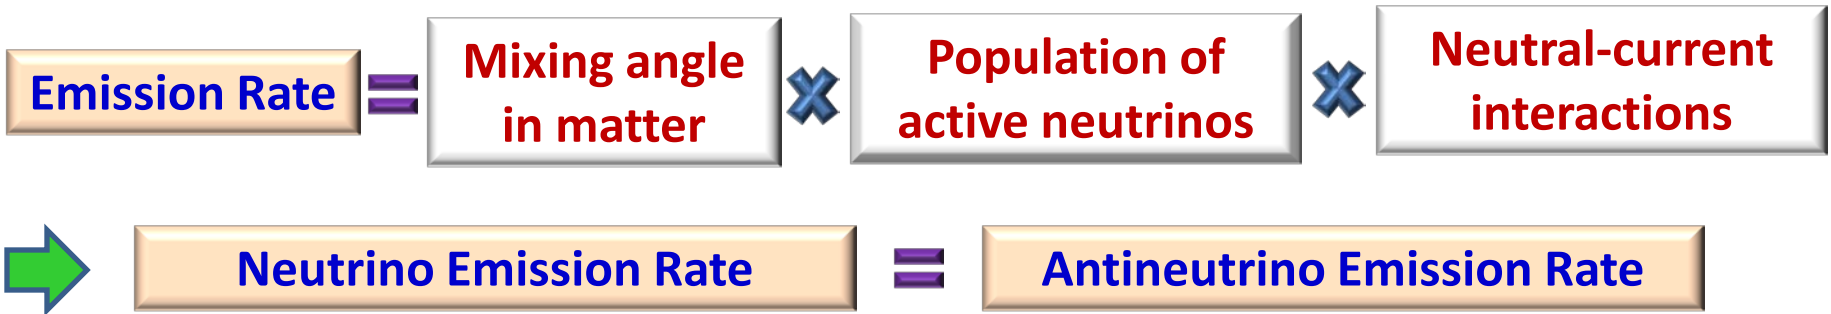 Emission Rate = Mixing angle in matter × Population of active neutrinos × Neutral-current interactions
Neutrino Emission Rate = Antineutrino Emission Rate